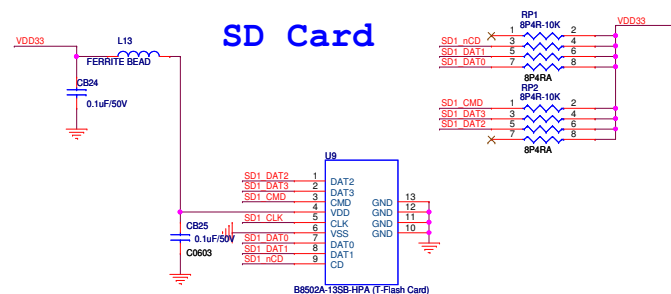 SD Card
VDD33
L13
FERRITE BEAD
CB24
0.1uF/50V
RP1
8P4R-10K
VDD33
1 2
SD1_nCD 3 4
SD1_DAT1 5 6
SD1_DAT0 7 8
8P4RA
RP2
8P4R-10K
SD1_CMD 1 2
SD1_DAT3 3 4
SD1_DAT2 5 6
7 8
8P4RA
U9
SD1_DAT2 1 DAT2
SD1_DAT3 2 DAT3
SD1_CMD 3 CMD GND 13
4 VDD GND 12
SD1_CLK 5 CLK GND 11
6 VSS GND 10
SD1_DAT0 7 DAT0
SD1_DAT1 8 DAT1
SD1_nCD 9 CD
CB25
0.1uF/50V
C0603
B8502A-13SB-HPA (T-Flash Card)